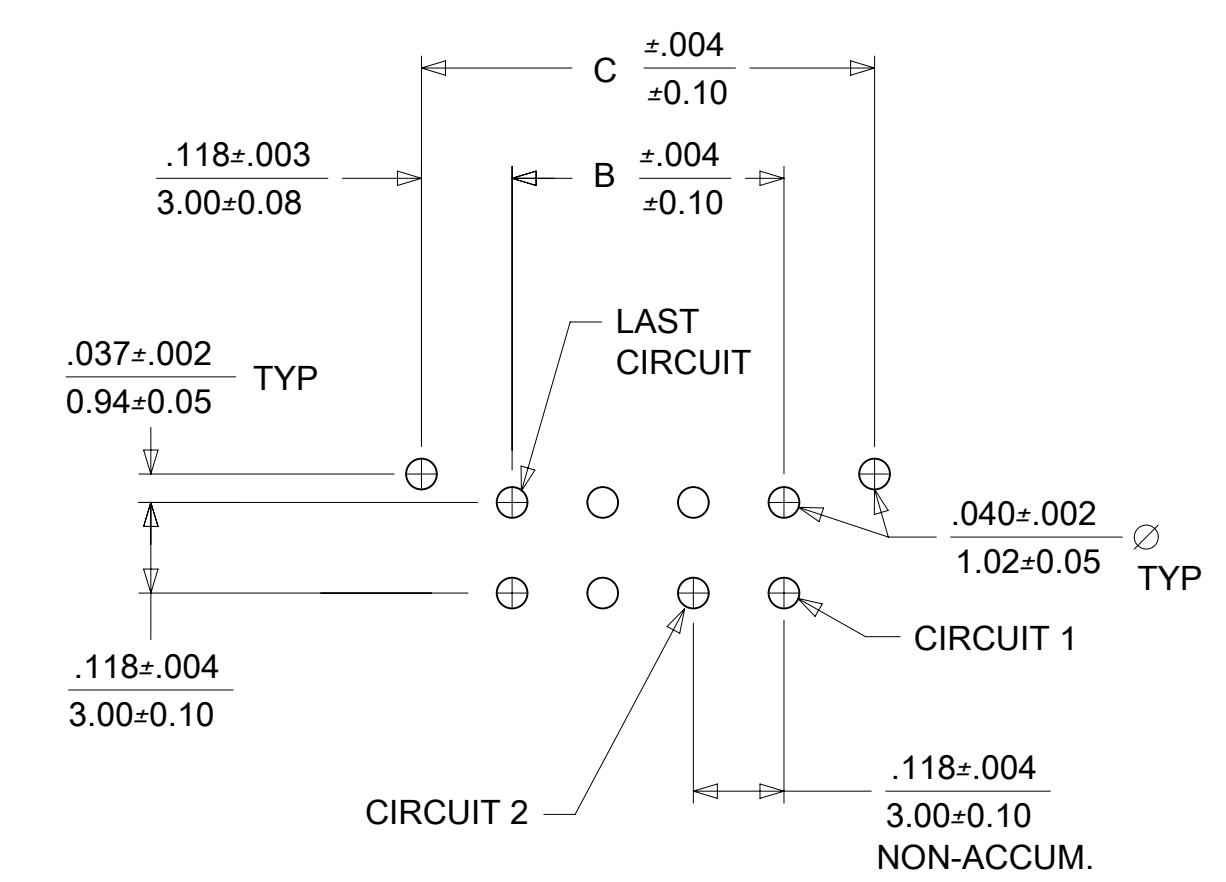 ±.004
C
±0.10
.118±.003
3.00±0.08
±.004
B
±0.10
LAST
CIRCUIT
.037±.002
TYP
0.94±0.05
.040±.002
∅
1.02±0.05
TYP
CIRCUIT 1
.118±.004
3.00±0.10
.118±.004
CIRCUIT 2
3.00±0.10
NON-ACCUM.